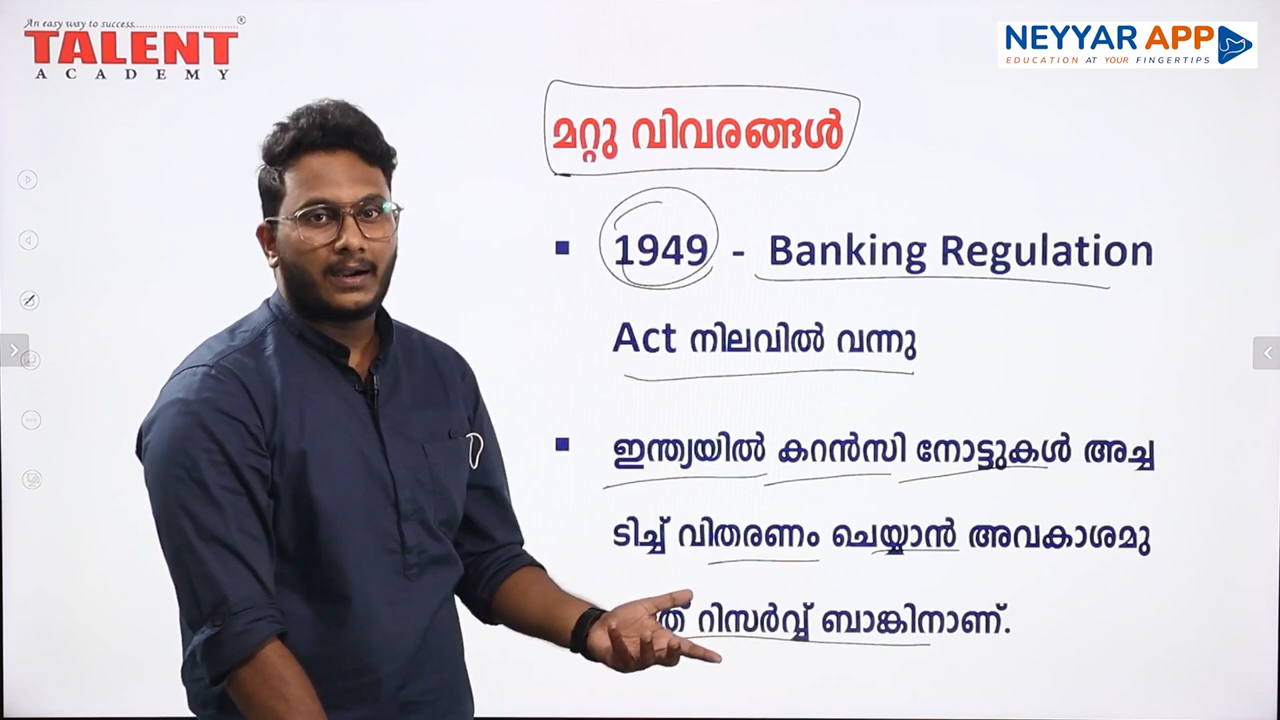 An easy way to success
TALENT
ACADEMY
NEYYAR APP
EDUCATION AT YOUR FINGERTIPS
മറ്റു വിവരങ്ങൾ
1949 - Banking Regulation
Act നിലവിൽ വന്നു
ഇന്ത്യയിൽ കറൻസി നോട്ടുകൾ അച്ച
ടിച്ച് വിതരണം ചെയ്യാൻ അവകാശമു
റിസർവ്വ് ബാങ്കിനാണ്.